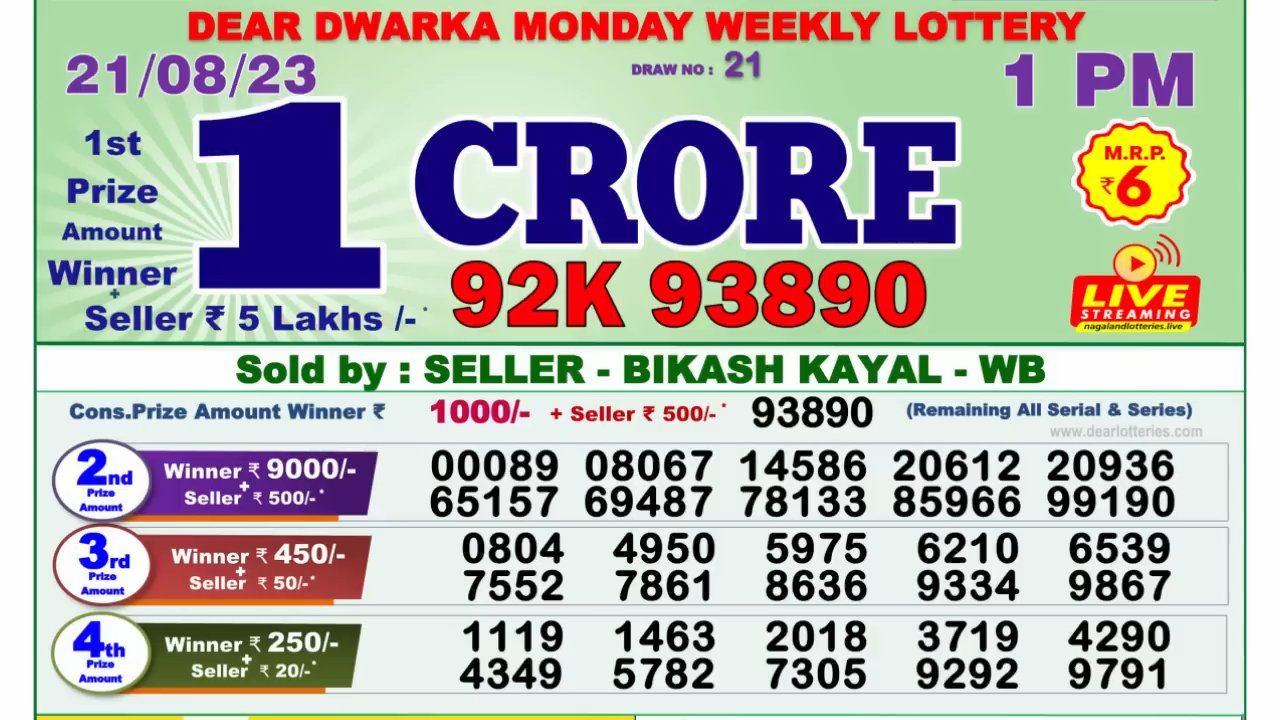 DEAR DWARKA MONDAY WEEKLY LOTTERY
21/08/23
DRAW NO : 21
1 PM
1st
Prize
Amount
Winner
+
Seller ₹ 5 Lakhs /-*
1 CRORE
92K 93890
M.R.P.
₹6
LIVE
STREAMING
nagalandlotteries.live
Sold by : SELLER - BIKASH KAYAL - WB
Cons.Prize Amount Winner ₹ 1000/- + Seller ₹ 500/-* 93890 (Remaining All Serial & Series)
www.dearlotteries.com
2nd
Prize
Amount
Winner ₹ 9000/-
+
Seller ₹ 500/-*
00089 08067 14586 20612 20936
65157 69487 78133 85966 99190
3rd
Prize
Amount
Winner ₹ 450/-
+
Seller ₹ 50/-*
0804 4950 5975 6210 6539
7552 7861 8636 9334 9867
4th
Prize
Amount
Winner ₹ 250/-
+
Seller ₹ 20/-*
1119 1463 2018 3719 4290
4349 5782 7305 9292 9791